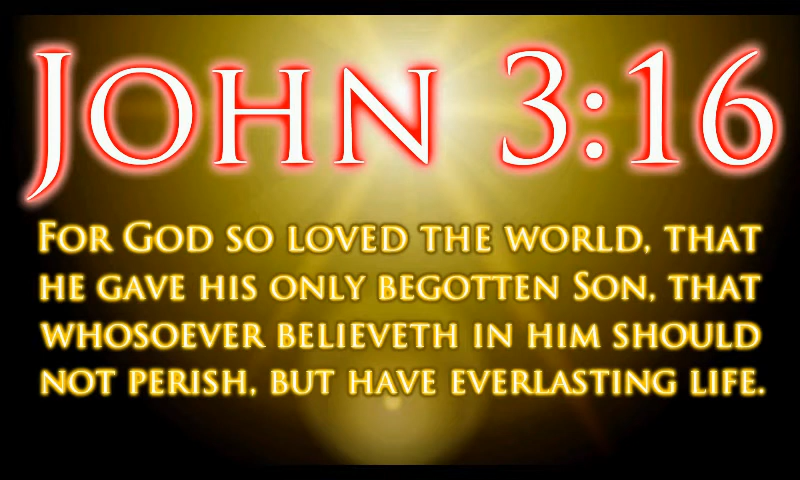 John 3:16
For God so loved the world, that
he gave his only begotten Son, that
whosoever believeth in him should
not perish, but have everlasting life.